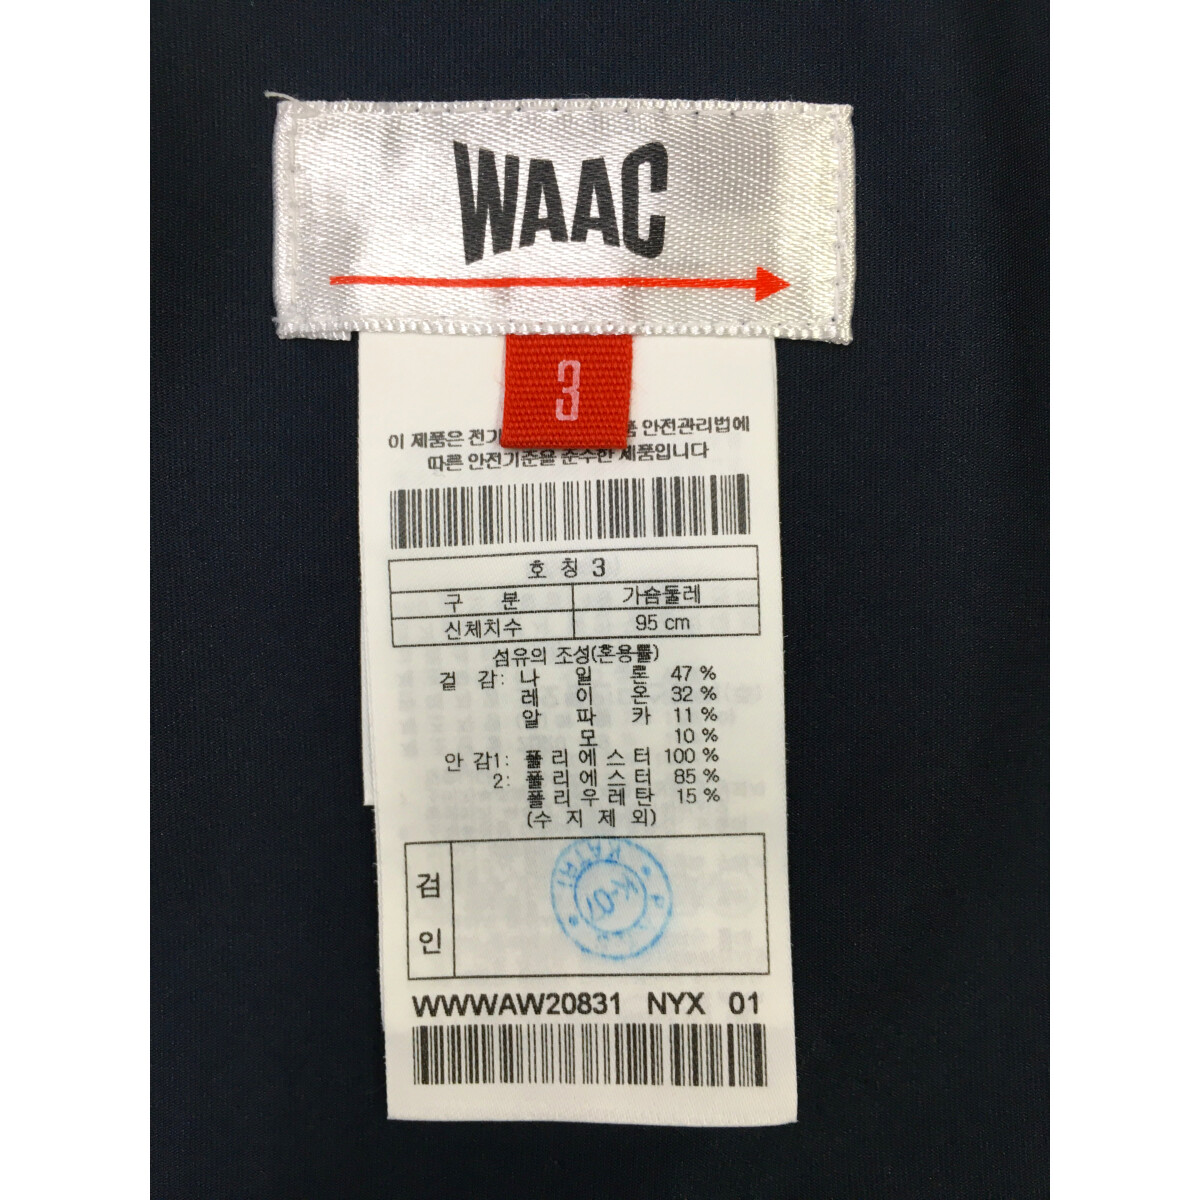 WAAC
3
이 제품은 안전관리법에
따른 안전기준을 준수한 제품입니다
호 칭 3
구 분 가슴둘레
신체치수 95 cm
섬유의 조성(혼용률)
겉 감: 나 일 론 47 %
레 이 온 32 %
알 파 카 11 %
모 10 %
안 감1: 폴리에스터 100 %
2: 폴리에스터 85 %
폴리우레탄 15 %
(수 지 제 외)
검
인
KATRI
WWWAW20831 NYX 01